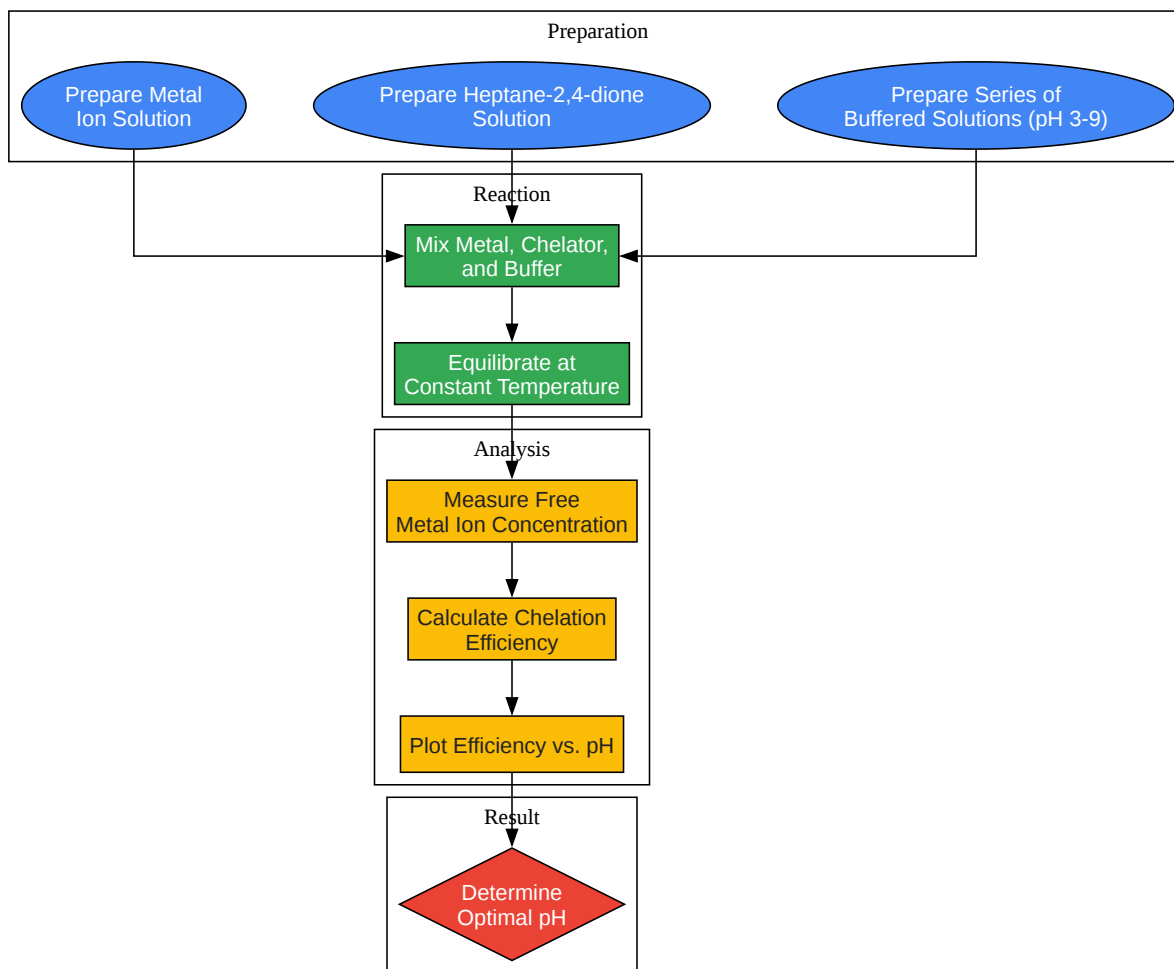 Preparation
Prepare Metal
Ion Solution
Prepare Heptane-2,4-dione
Solution
Prepare Series of
Buffered Solutions (pH 3-9)
Reaction
Mix Metal, Chelator,
and Buffer
Equilibrate at
Constant Temperature
Analysis
Measure Free
Metal Ion Concentration
Calculate Chelation
Efficiency
Plot Efficiency vs. pH
Result
Determine
Optimal pH